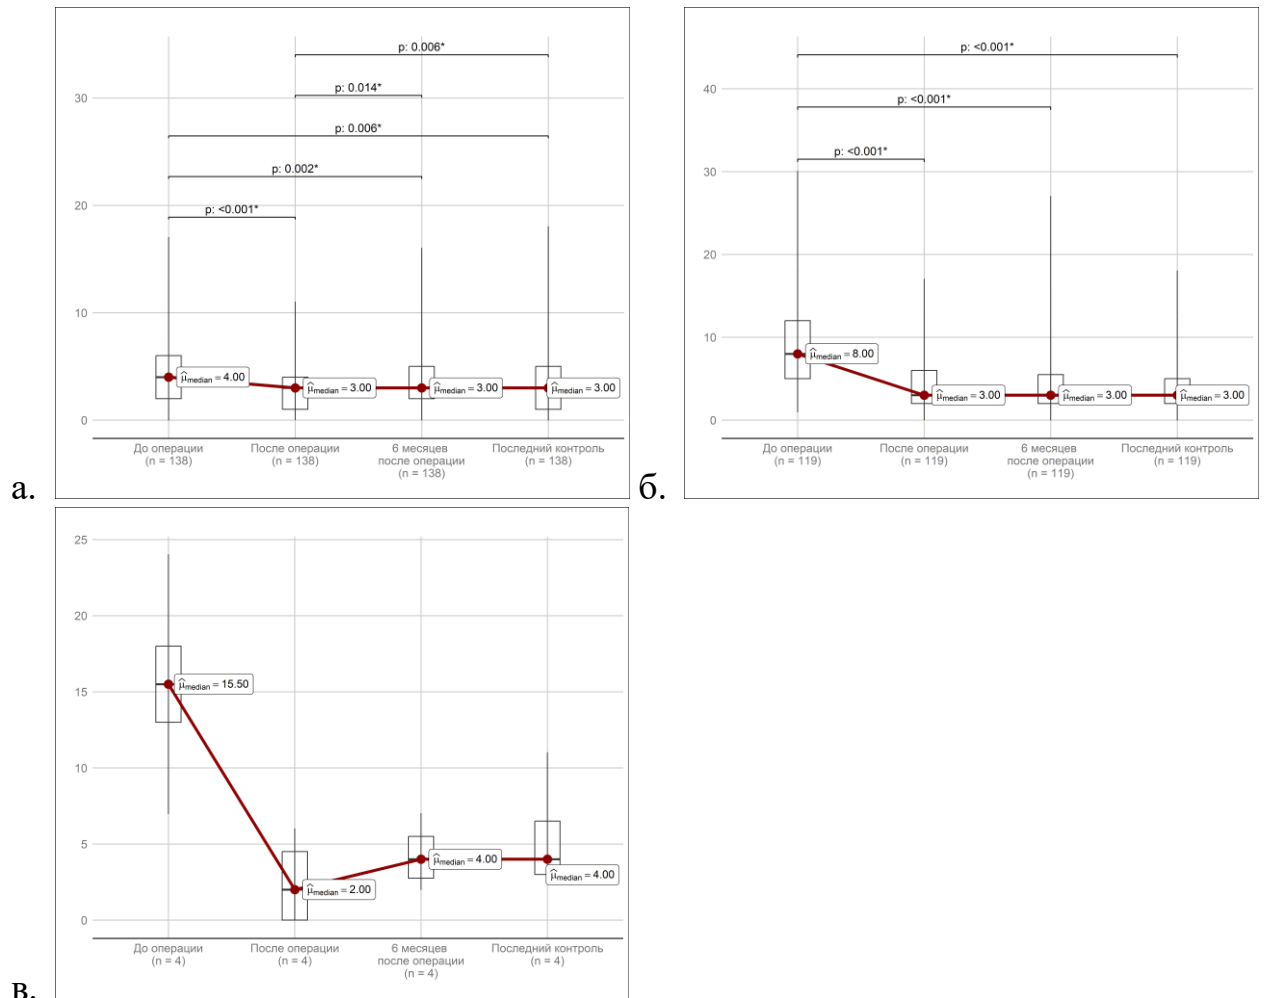 p: 0.006*
p: 0.014*
p: 0.006*
p: 0.002*
p: <0.001*
30
20
10
0
μ̂median = 4.00
μ̂median = 3.00
μ̂median = 3.00
μ̂median = 3.00
До операции
(n = 138)
После операции
(n = 138)
6 месяцев
после операции
(n = 138)
Последний контроль
(n = 138)
а.
p: <0.001*
p: <0.001*
p: <0.001*
40
30
20
10
0
μ̂median = 8.00
μ̂median = 3.00
μ̂median = 3.00
μ̂median = 3.00
До операции
(n = 119)
После операции
(n = 119)
6 месяцев
после операции
(n = 119)
Последний контроль
(n = 119)
б.
25
20
15
10
5
0
μ̂median = 15.50
μ̂median = 2.00
μ̂median = 4.00
μ̂median = 4.00
До операции
(n = 4)
После операции
(n = 4)
6 месяцев
после операции
(n = 4)
Последний контроль
(n = 4)
в.